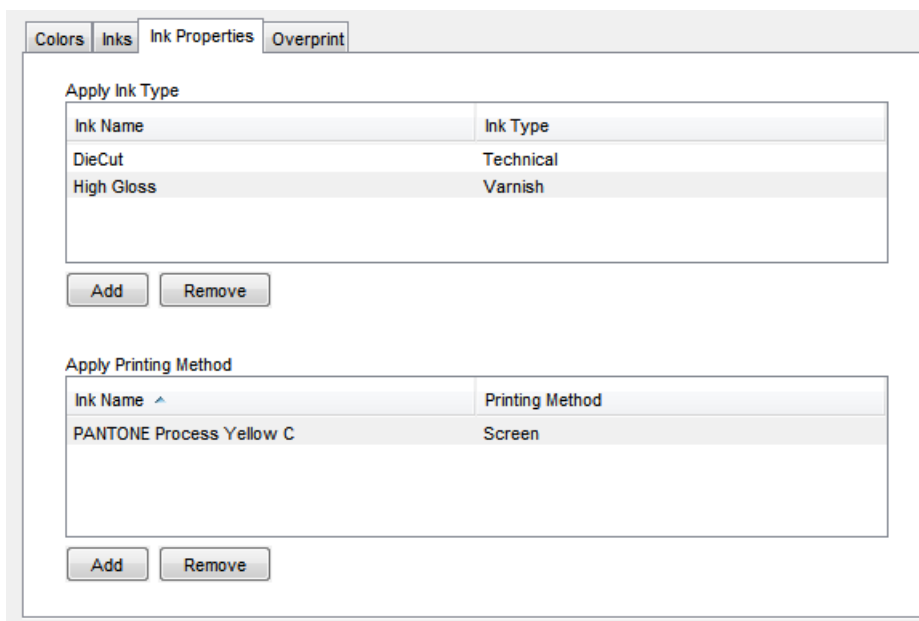 Colors Inks Ink Properties Overprint
Apply Ink Type
Ink Name Ink Type
DieCut Technical
High Gloss Varnish
Add Remove
Apply Printing Method
Ink Name Printing Method
PANTONE Process Yellow C Screen
Add Remove